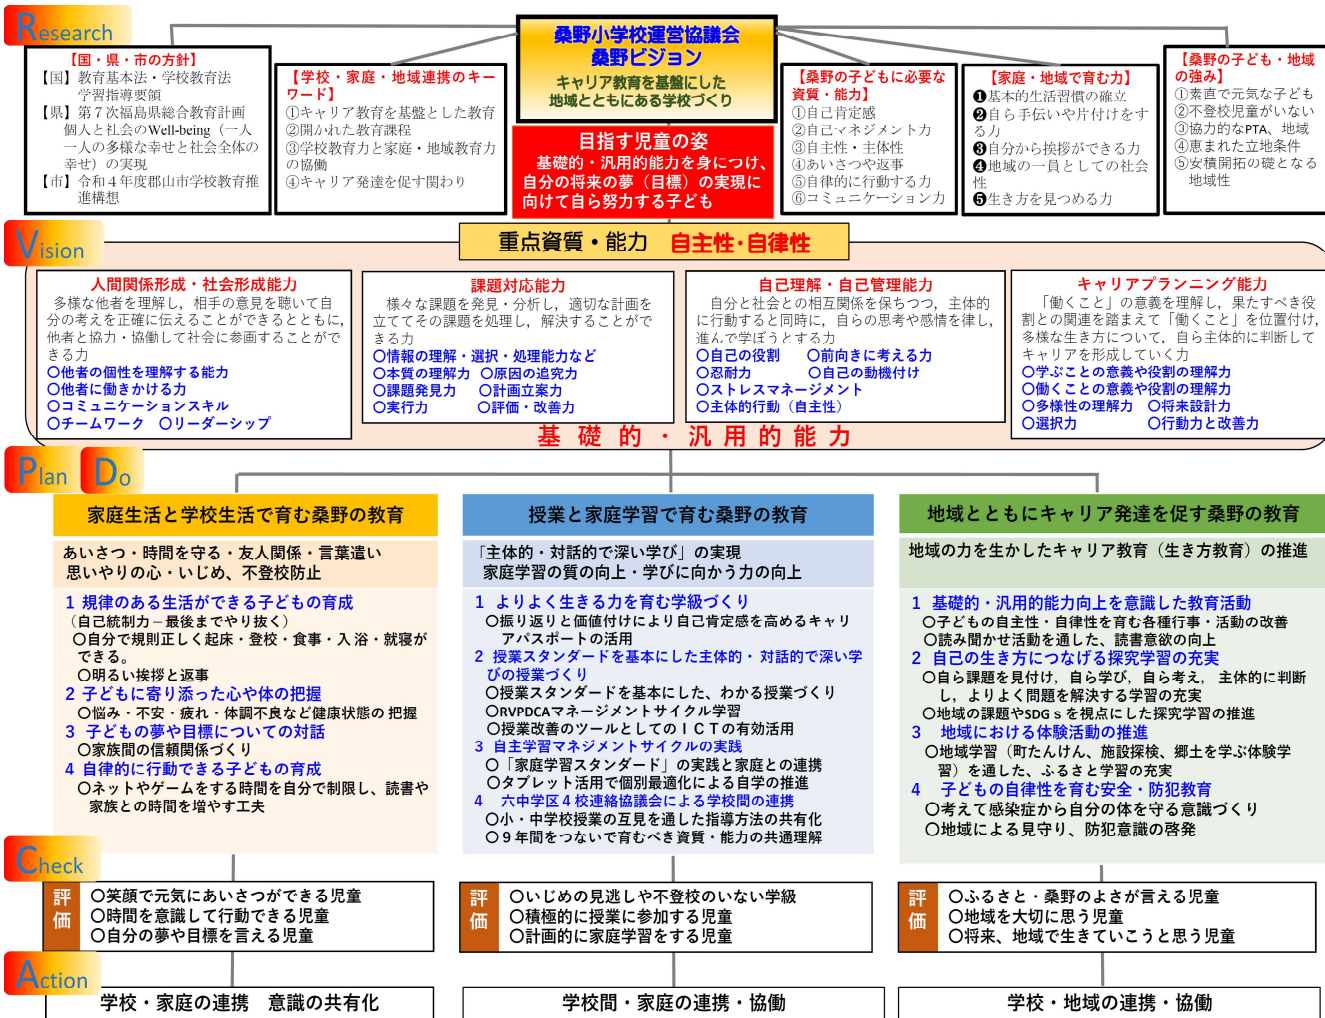 Research
桑野小学校運営協議会
桑野ビジョン
キャリア教育を基盤にした
地域とともにある学校づくり
【国・県・市の方針】
【国】教育基本法・学校教育法
学習指導要領
【県】第７次福島県総合教育計画
個人と社会のWell-being（一人
一人の多様な幸せと社会全体の
幸せ）の実現
【市】令和４年度郡山市学校教育推
進構想
【学校・家庭・地域連携のキー
ワード】
①キャリア教育を基盤とした教育
②開かれた教育課程
③学校教育力と家庭・地域教育力
の協働
④キャリア発達を促す関わり
目指す児童の姿
基礎的・汎用的能力を身につけ、
自分の将来の夢（目標）の実現に
向けて自ら努力する子ども
【桑野の子どもに必要な
資質・能力】
①自己肯定感
②自己マネジメント力
③自主性・主体性
④あいさつや返事
⑤自律的に行動する力
⑥コミュニケーション力
【家庭・地域で育む力】
❶基本的生活習慣の確立
❷自ら手伝いや片付けをす
る力
❸自分から挨拶ができる力
❹地域の一員としての社会
性
❺生き方を見つめる力
【桑野の子ども・地域
の強み】
①素直で元気な子ども
②不登校児童がいない
③協力的なPTA、地域
④恵まれた立地条件
⑤安積開拓の礎となる
地域性
Vision
重点資質・能力　自主性・自律性
人間関係形成・社会形成能力
多様な他者を理解し，相手の意見を聴いて自
分の考えを正確に伝えることができるとともに，
他者と協力・協働して社会に参画することがで
きる力
○他者の個性を理解する能力
○他者に働きかける力
○コミュニケーションスキル
○チームワーク　○リーダーシップ
課題対応能力
様々な課題を発見・分析し，適切な計画を
立ててその課題を処理し，解決することがで
きる力
○情報の理解・選択・処理能力など
○本質の理解力　○原因の追究力
○課題発見力　○計画立案力
○実行力　○評価・改善力
自己理解・自己管理能力
自分と社会との相互関係を保ちつつ，主体的
に行動すると同時に，自らの思考や感情を律し，
進んで学ぼうとする力
○自己の役割　○前向きに考える力
○忍耐力　○自己の動機付け
○ストレスマネージメント
○主体的行動（自主性）
キャリアプランニング能力
「働くこと」の意義を理解し，果たすべき役
割との関連を踏まえて「働くこと」を位置付け，
多様な生き方について，自ら主体的に判断して
キャリアを形成していく力
○学ぶことの意義や役割の理解力
○働くことの意義や役割の理解力
○多様性の理解力　○将来設計力
○選択力　○行動力と改善力
基礎的・汎用的能力
Plan Do
家庭生活と学校生活で育む桑野の教育
あいさつ・時間を守る・友人関係・言葉遣い
思いやりの心・いじめ、不登校防止
1 規律のある生活ができる子どもの育成
（自己統制力－最後までやり抜く）
○自分で規則正しく起床・登校・食事・入浴・就寝が
できる。
○明るい挨拶と返事
2 子どもに寄り添った心や体の把握
○悩み・不安・疲れ・体調不良など健康状態の把握
3 子どもの夢や目標についての対話
○家族間の信頼関係づくり
4 自律的に行動できる子どもの育成
○ネットやゲームをする時間を自分で制限し、読書や
家族との時間を増やす工夫
授業と家庭学習で育む桑野の教育
「主体的・対話的で深い学び」の実現
家庭学習の質の向上・学びに向かう力の向上
1 よりよく生きる力を育む学級づくり
○振り返りと価値付けにより自己肯定感を高めるキャリ
アパスポートの活用
2 授業スタンダードを基本にした主体的・対話的で深い学
びの授業づくり
○授業スタンダードを基本にした、わかる授業づくり
○RVPDCAマネージメントサイクル学習
○授業改善のツールとしてのＩＣＴの有効活用
3 自主学習マネジメントサイクルの実践
○「家庭学習スタンダード」の実践と家庭との連携
○タブレット活用で個別最適化による自学の推進
4　六中学区４校連絡協議会による学校間の連携
○小・中学校授業の互見を通した指導方法の共有化
○９年間をつないで育むべき資質・能力の共通理解
地域とともにキャリア発達を促す桑野の教育
地域の力を生かしたキャリア教育（生き方教育）の推進
1 基礎的・汎用的能力向上を意識した教育活動
○子どもの自主性・自律性を育む各種行事・活動の改善
○読み聞かせ活動を通した、読書意欲の向上
2 自己の生き方につなげる探究学習の充実
○自ら課題を見付け，自ら学び，自ら考え，主体的に判断
し，よりよく問題を解決する学習の充実
○地域の課題やSDGｓを視点にした探究学習の推進
3　地域における体験活動の推進
○地域学習（町たんけん、施設探検、郷土を学ぶ体験学
習）を通した、ふるさと学習の充実
4　子どもの自律性を育む安全・防犯教育
○考えて感染症から自分の体を守る意識づくり
○地域による見守り、防犯意識の啓発
Check
評価
○笑顔で元気にあいさつができる児童
○時間を意識して行動できる児童
○自分の夢や目標を言える児童
評価
○いじめの見逃しや不登校のいない学級
○積極的に授業に参加する児童
○計画的に家庭学習をする児童
評価
○ふるさと・桑野のよさが言える児童
○地域を大切に思う児童
○将来、地域で生きていこうと思う児童
Action
学校・家庭の連携　意識の共有化
学校間・家庭の連携・協働
学校・地域の連携・協働